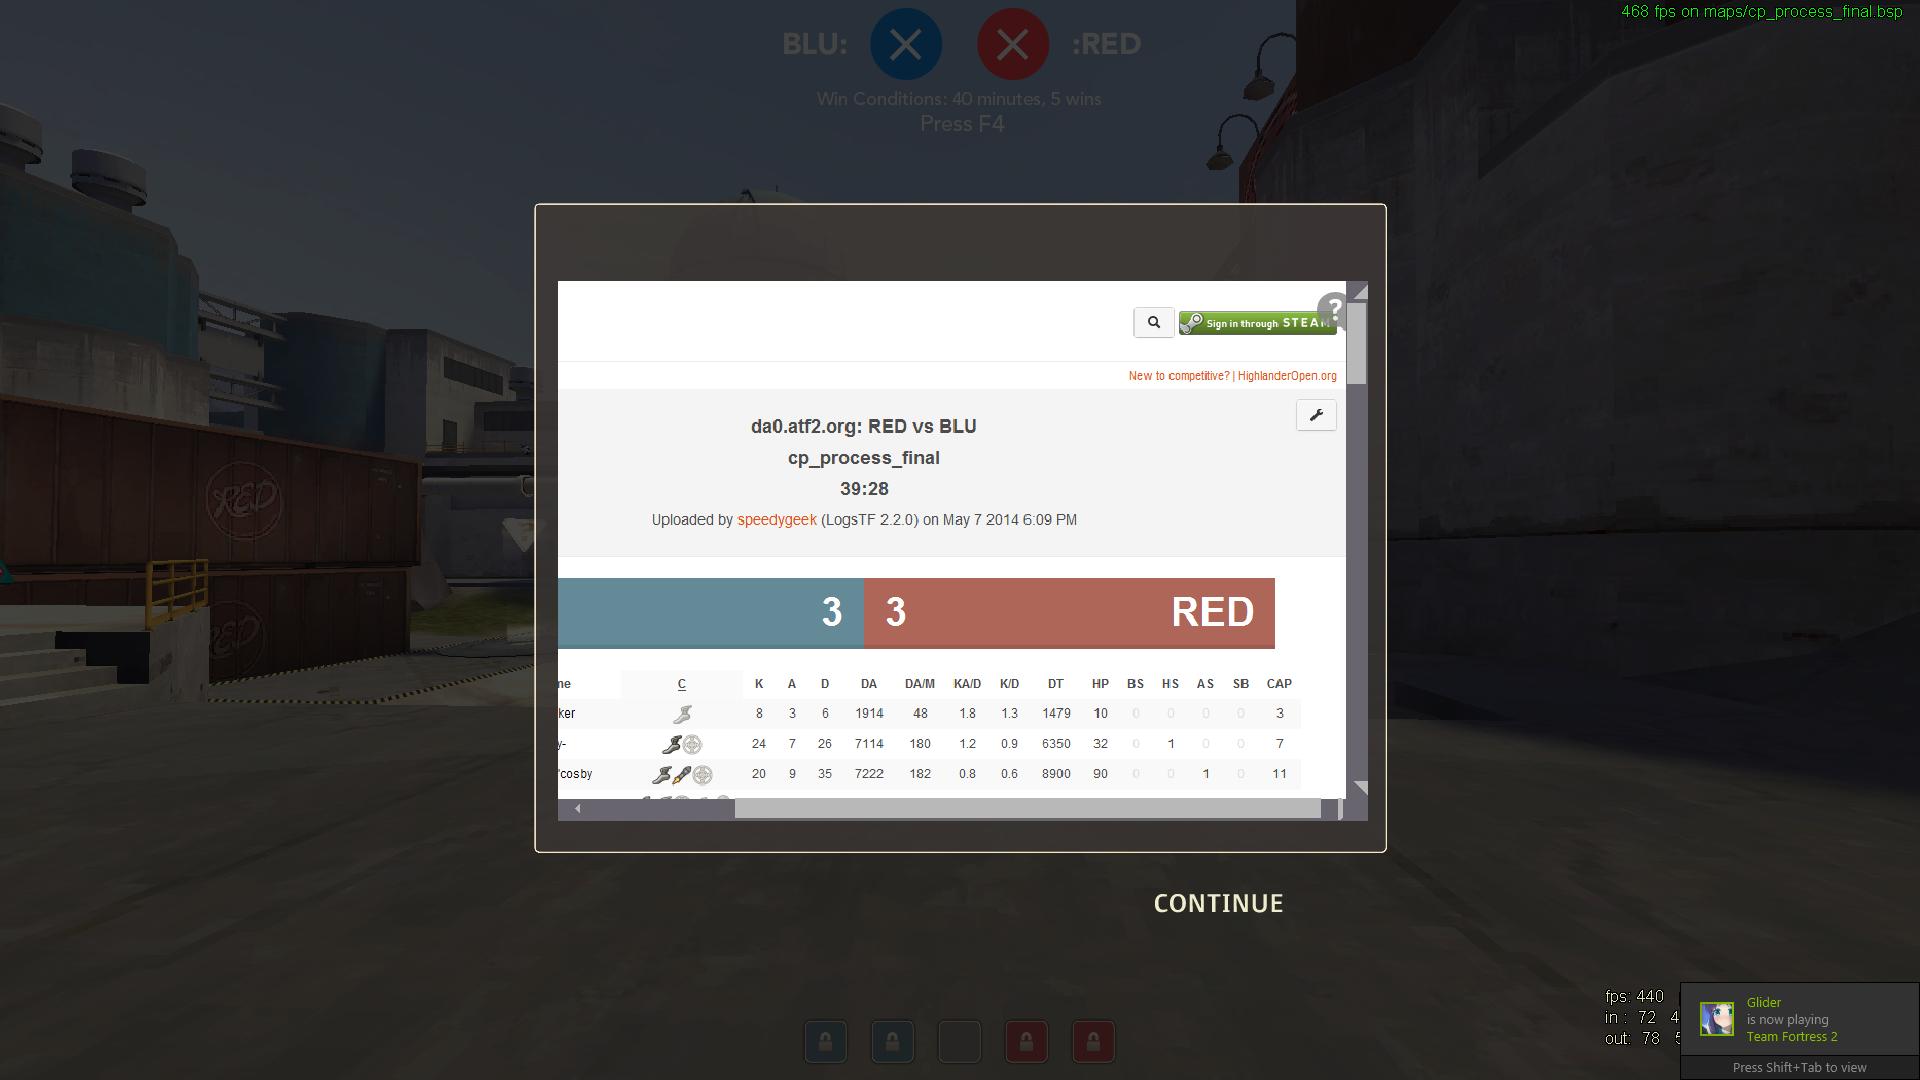 468 fps on maps/cp_process_final.bsp
BLU: :RED
Win Conditions: 40 minutes, 5 wins
Press F4
?
Sign in through STEAM
New to competitive? | HighlanderOpen.org
da0.atf2.org: RED vs BLU
cp_process_final
39:28
Uploaded by speedygeek (LogsTF 2.2.0) on May 7 2014 6:09 PM
RED
RED
3 3 RED
me C K A D DA DA/M KA/D K/D DT HP BS HS AS SB CAP
ker 8 3 6 1914 48 1.8 1.3 1479 10 0 0 0 0 3
y- 24 7 26 7114 180 1.2 0.9 6350 32 0 1 0 0 7
'cosby 20 9 35 7222 182 0.8 0.6 8900 90 0 0 1 0 11
CONTINUE
fps: 440
in : 72 4
out: 78 5
Glider
is now playing
Team Fortress 2
Press Shift+Tab to view